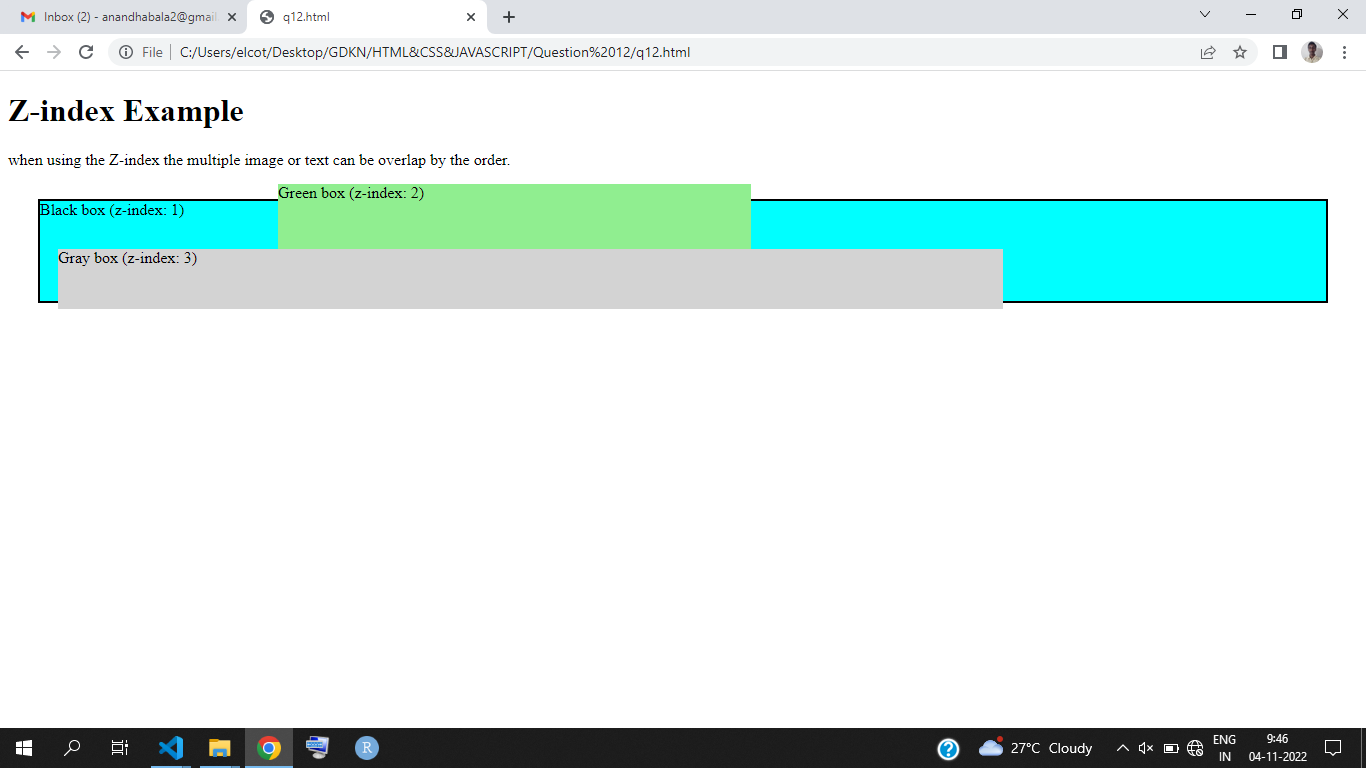 Inbox (2) - anandhabala2@gmail
q12.html
File
C:/Users/elcot/Desktop/GDKN/HTML&CSS&JAVASCRIPT/Question%2012/q12.html
Z-index Example
when using the Z-index the multiple image or text can be overlap by the order.
Green box (z-index: 2)
Black box (z-index: 1)
Gray box (z-index: 3)
R
?
27°C Cloudy
ENG
IN
9:46
04-11-2022